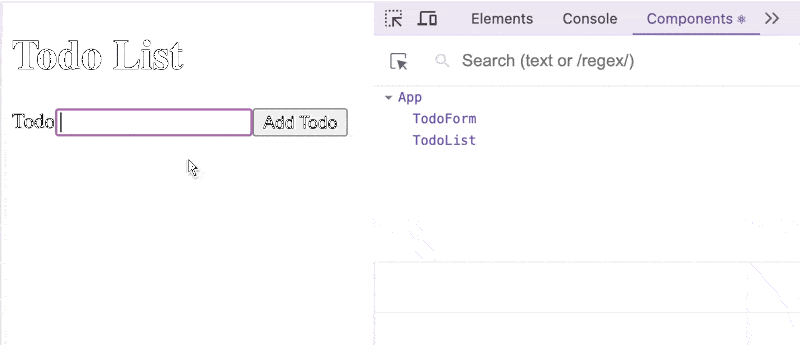 Todo List
Todo
Add Todo
Elements Console Components
Search (text or /regex/)
App
TodoForm
TodoList